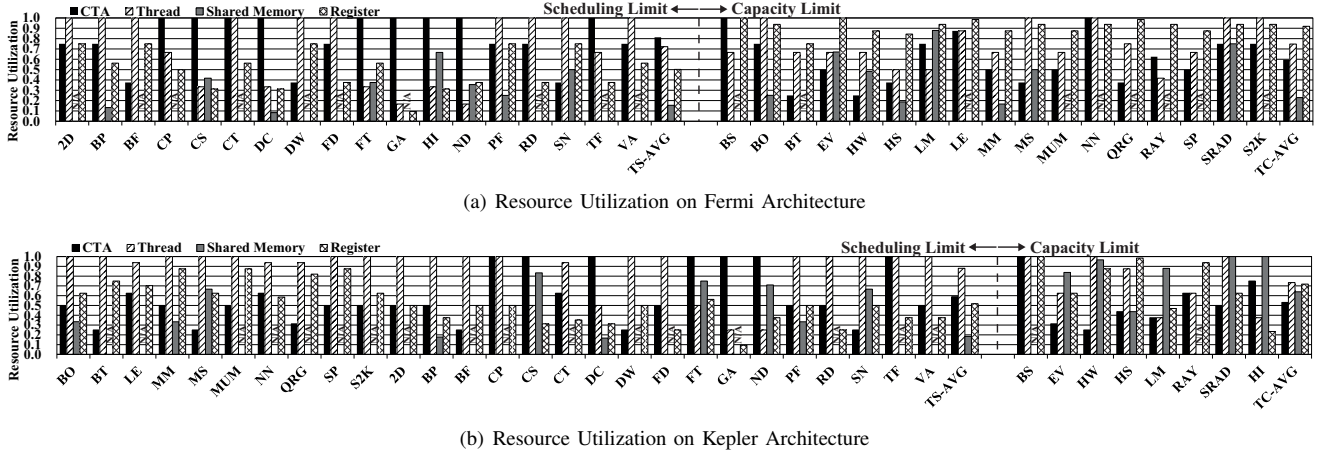 Scheduling Limit Capacity Limit
CTA Thread Shared Memory Register
Resource Utilization
1.0
0.9
0.8
0.7
0.6
0.5
0.4
0.3
0.2
0.1
0.0
2D BP BF CP CS CT DC DW FD FT GA HI ND PF RD SN TF VA TS-AVG BS BO BT EV HW HS LM LE MM MS MUM NN QRG RAY SP SRAD S2K TC-AVG
(a) Resource Utilization on Fermi Architecture
CTA Thread Shared Memory Register
Scheduling Limit Capacity Limit
Resource Utilization
1.0
0.9
0.8
0.7
0.6
0.5
0.4
0.3
0.2
0.1
0.0
BO BT LE MM MS MUM NN QRG SP S2K 2D BP BF CP CS CT DC DW FD FT GA ND PF RD SN TF VA TS-AVG BS EV HW HS LM RAY SRAD HI TC-AVG
(b) Resource Utilization on Kepler Architecture